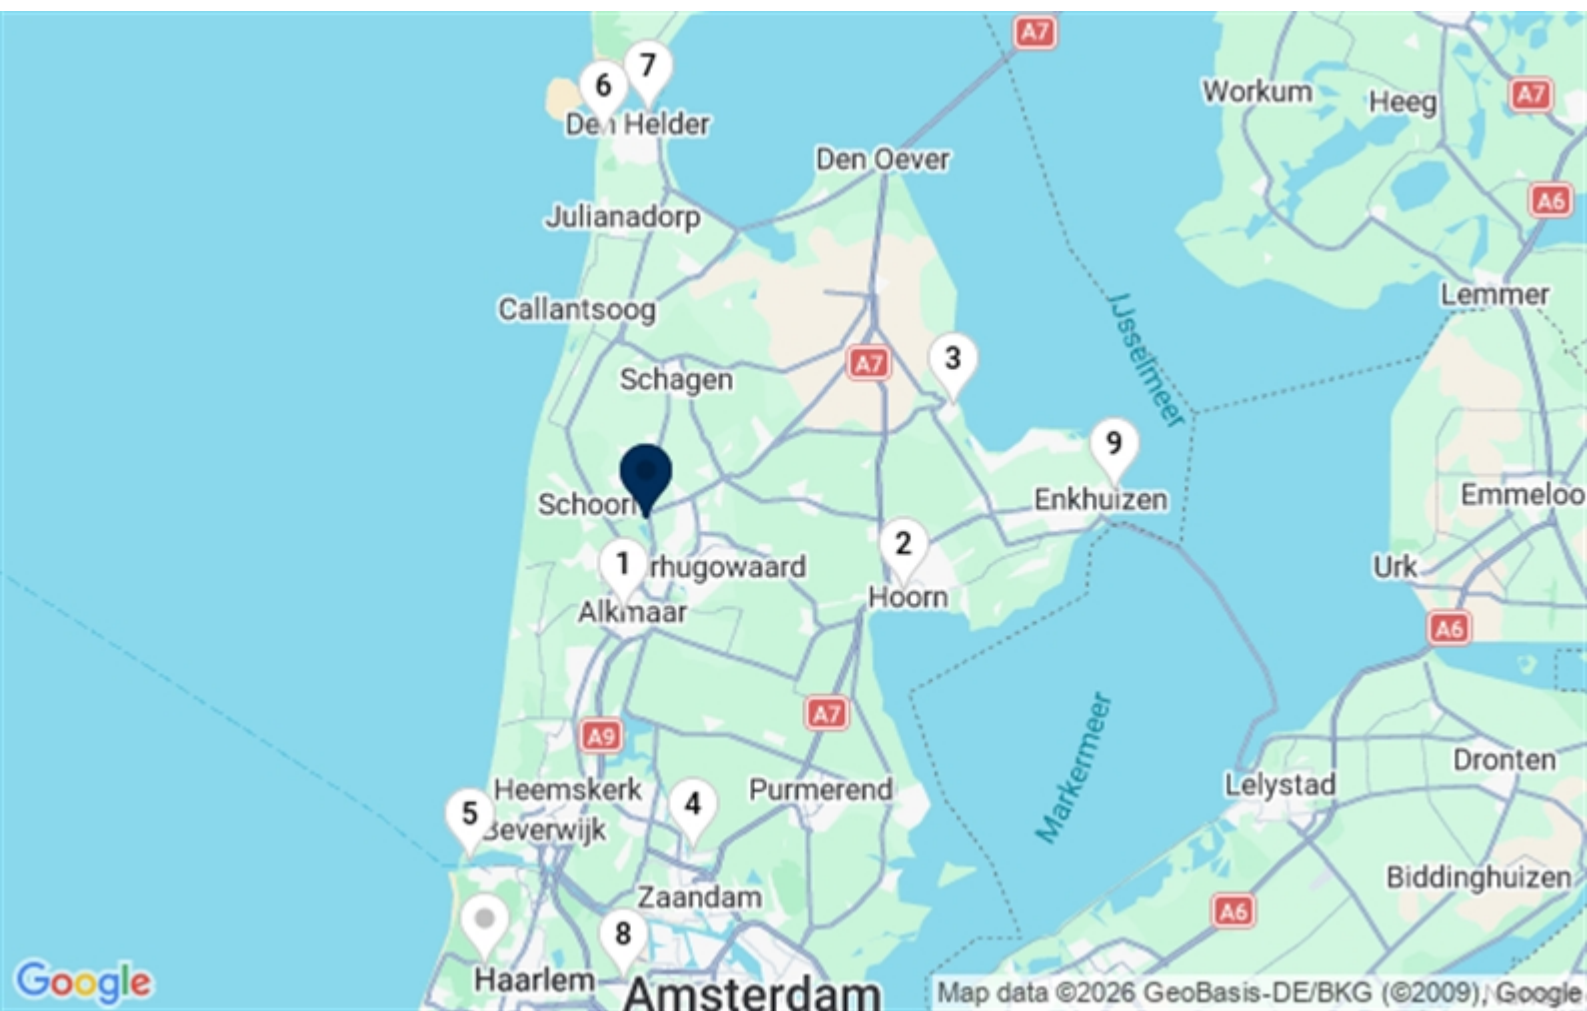 A7
7
6
Workum
Heeg
A7
Den Helder
Den Oever
A6
Julianadorp
IJsselmeer
Lemmer
Callantsoog
3
A7
Schagen
9
Schoorl
Enkhuizen
Emmeloo
2
1
rhugowaard
Urk
Hoorn
Alkmaar
A6
Markermeer
A7
A9
Dronten
Lelystad
Heemskerk
Purmerend
4
5
Beverwijk
Biddinghuizen
Zaandam
A6
8
Haarlem
Google
Amsterdam
Map data ©2026 GeoBasis-DE/BKG (©2009), Google